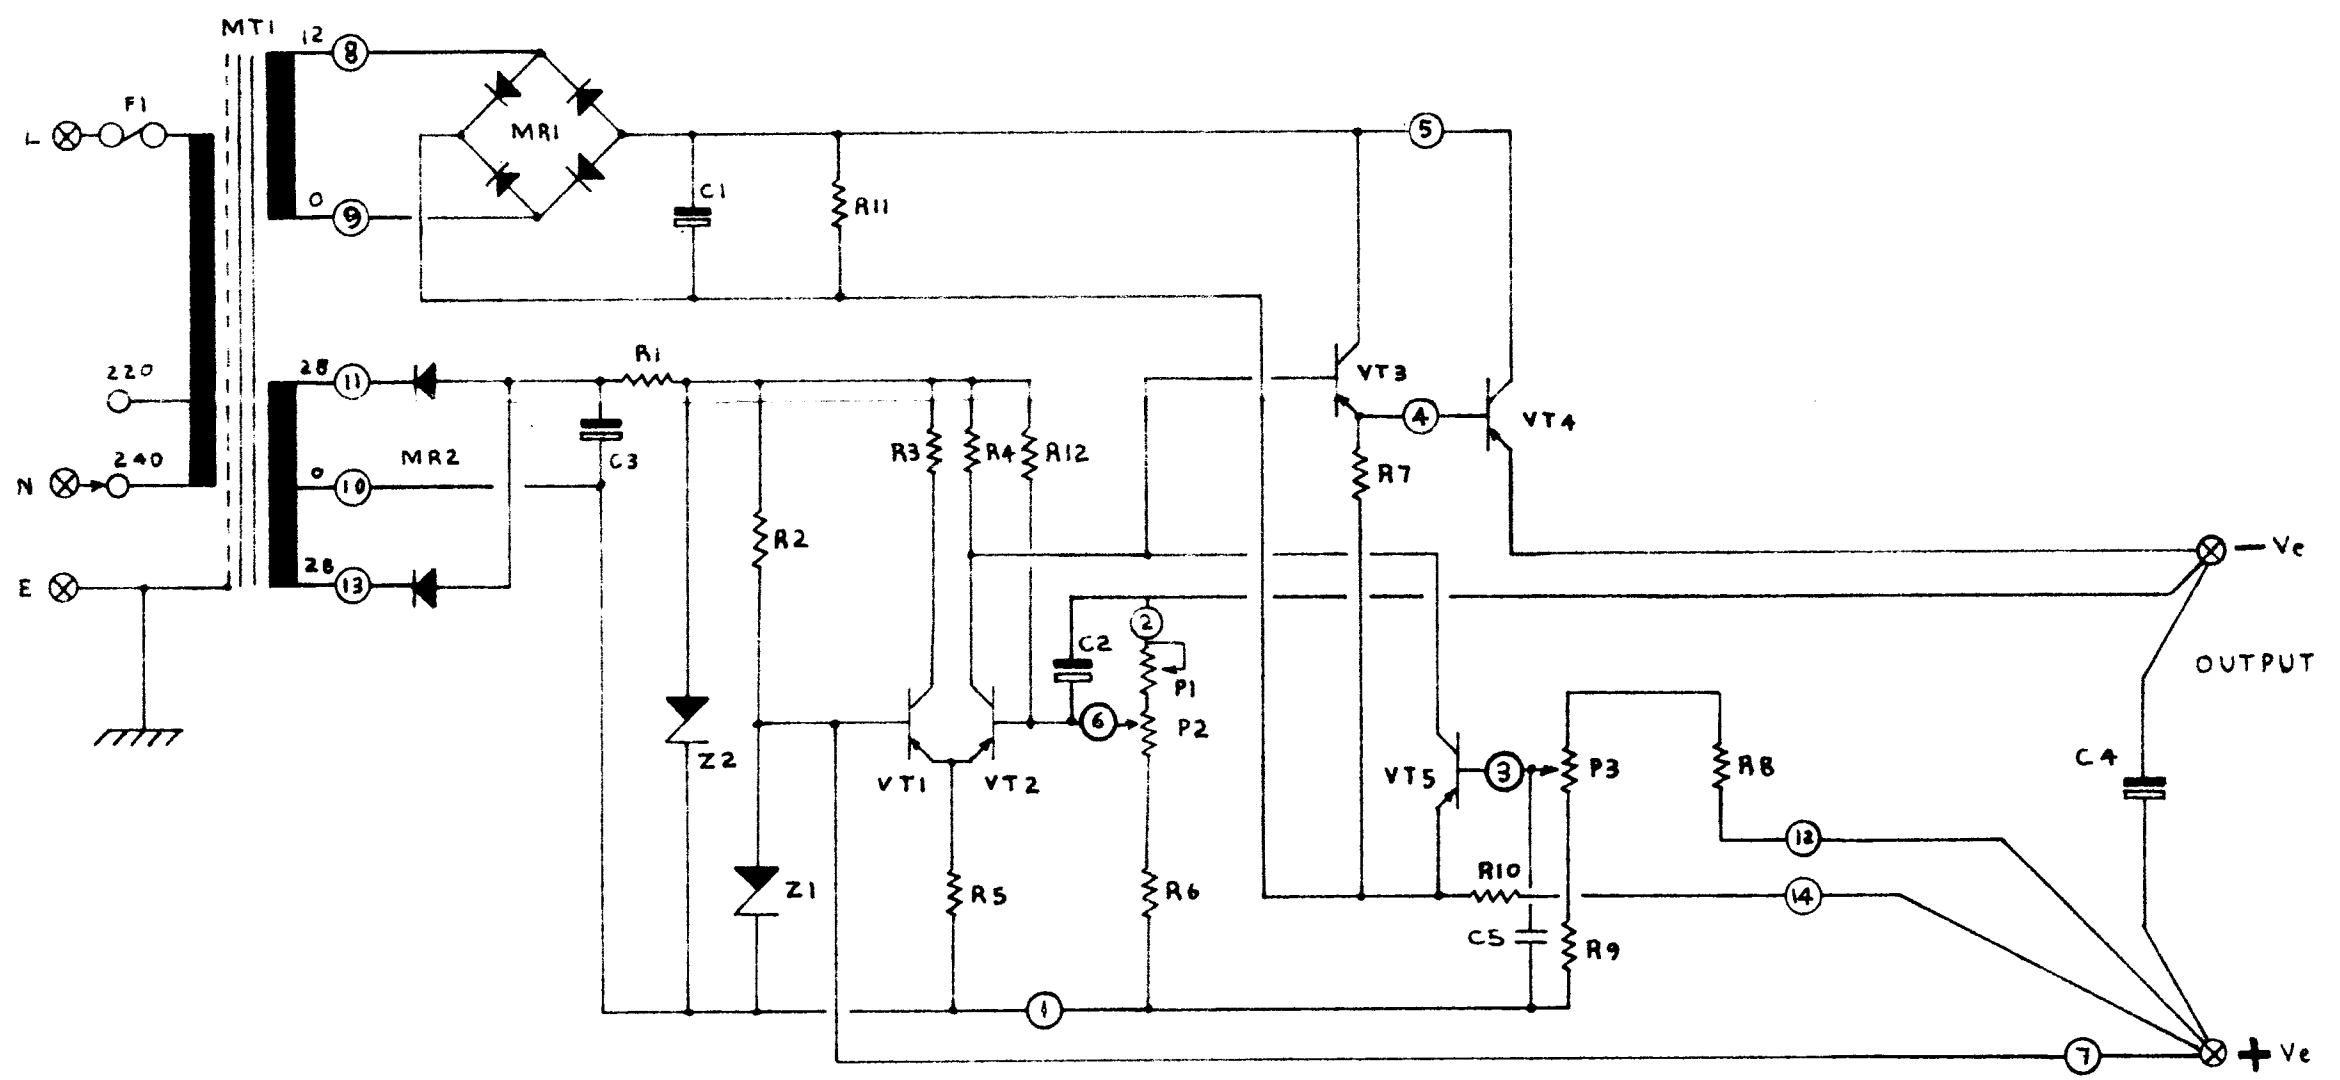 MT1
12
8
F1
L
MR1
5
C1
0
9
R11
R1
28
11
220
VT3
4
VT4
R3
R4
R12
240
0
10
MR2
C3
R7
N
R2
- Ve
E
28
13
2
C2
OUTPUT
P1
6
P2
Z2
VT1
VT2
VT5
3
P3
R8
C4
12
Z1
R5
R6
R10
14
C5
R9
1
7
+ Ve